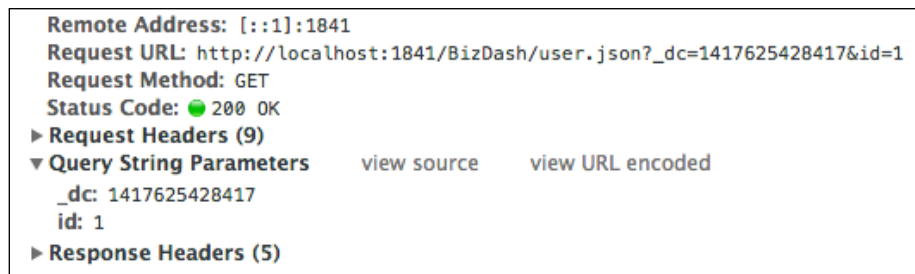 Remote Address: [::1]:1841
Request URL: http://localhost:1841/BizDash/user.json?_dc=1417625428417&id=1
Request Method: GET
Status Code: 200 OK
Request Headers (9)
Query String Parameters view source view URL encoded
_dc: 1417625428417
id: 1
Response Headers (5)